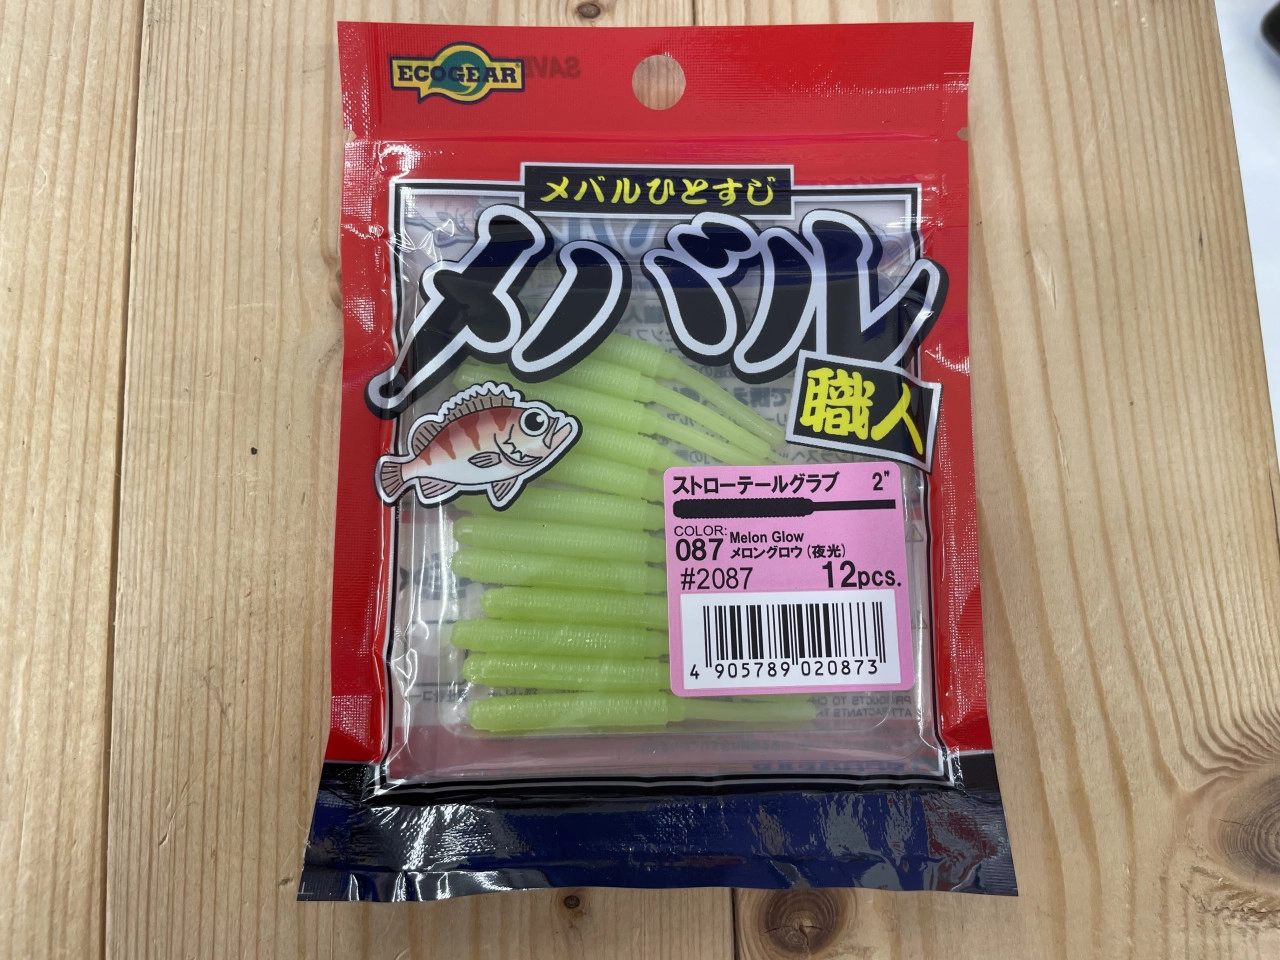 ECOGEAR
メバルひとすじ
メバル
職人
ストローテールグラブ 2"
COLOR: Melon Glow
087 メロングロウ(夜光)
#2087 12pcs.
4 905789 020873